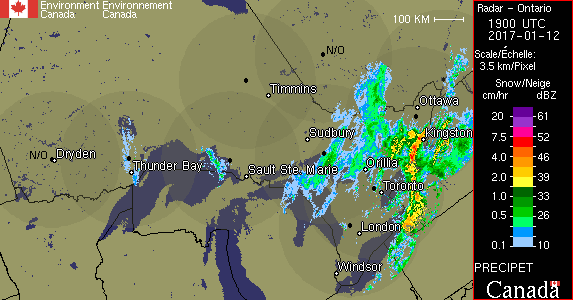 Environment Environnement
Canada Canada
Radar - Ontario
1900 UTC
2017-01-12
100 KM
Scale/Échelle:
3.5 km/Pixel
N/O
Snow/Neige
cm/hr dBZ
Timmins
Ottawa
20 61
7.5 52
Sudbury
Kingston
4.0 46
N/O Dryden
Thunder Bay
Sault Ste. Marie
Orillia
2.0 39
Toronto
1.0 33
0.5 26
London
0.1 10
Windsor
PRECIPET
Canada